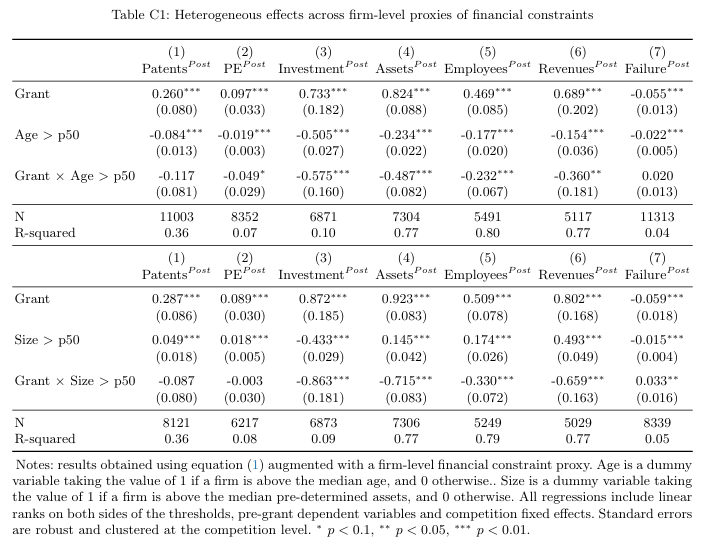 Table C1: Heterogeneous effects across firm-level proxies of financial constraints
(1) (2) (3) (4) (5) (6) (7)
Patents^Post PE^Post Investment^Post Assets^Post Employees^Post Revenues^Post Failure^Post
Grant 0.260*** 0.097*** 0.733*** 0.824*** 0.469*** 0.689*** -0.055***
(0.080) (0.033) (0.182) (0.088) (0.085) (0.202) (0.013)
Age > p50 -0.084*** -0.019*** -0.505*** -0.234*** -0.177*** -0.154*** -0.022***
(0.013) (0.003) (0.027) (0.022) (0.020) (0.036) (0.005)
Grant × Age > p50 -0.117 -0.049* -0.575*** -0.487*** -0.232*** -0.360** 0.020
(0.081) (0.029) (0.160) (0.082) (0.067) (0.181) (0.013)
N 11003 8352 6871 7304 5491 5117 11313
R-squared 0.36 0.07 0.10 0.77 0.80 0.77 0.04
(1) (2) (3) (4) (5) (6) (7)
Patents^Post PE^Post Investment^Post Assets^Post Employees^Post Revenues^Post Failure^Post
Grant 0.287*** 0.089*** 0.872*** 0.923*** 0.509*** 0.802*** -0.059***
(0.086) (0.030) (0.185) (0.083) (0.078) (0.168) (0.018)
Size > p50 0.049*** 0.018*** -0.433*** 0.145*** 0.174*** 0.493*** -0.015***
(0.018) (0.005) (0.029) (0.042) (0.026) (0.049) (0.004)
Grant × Size > p50 -0.087 -0.003 -0.863*** -0.715*** -0.330*** -0.659*** 0.033**
(0.080) (0.030) (0.181) (0.083) (0.072) (0.163) (0.016)
N 8121 6217 6873 7306 5249 5029 8339
R-squared 0.36 0.08 0.09 0.77 0.79 0.77 0.05
Notes: results obtained using equation (1) augmented with a firm-level financial constraint proxy. Age is a dummy
variable taking the value of 1 if a firm is above the median age, and 0 otherwise.. Size is a dummy variable taking
the value of 1 if a firm is above the median pre-determined assets, and 0 otherwise. All regressions include linear
ranks on both sides of the thresholds, pre-grant dependent variables and competition fixed effects. Standard errors
are robust and clustered at the competition level. * p < 0.1, ** p < 0.05, *** p < 0.01.